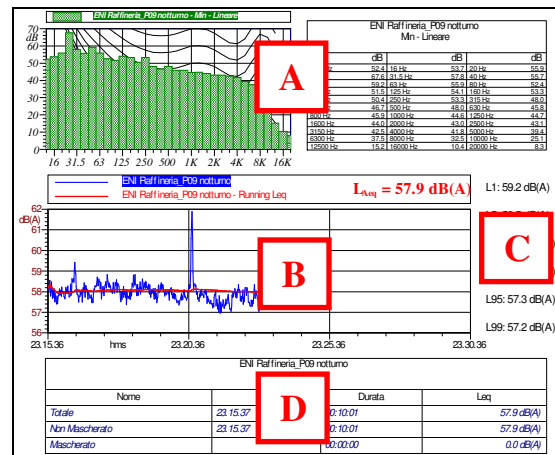 ENI Raffineria_P09 notturno - Min - Lineare
dB
70
60
50
40
30
20
10
0
16 31.5 63 125 250 500 1K 2K 4K 8K 16K
A
ENI Raffineria_P09 notturno
Min - Lineare
dB dB dB
Hz 52.4 16 Hz 53.7 20 Hz 55.9
Hz 67.6 31.5 Hz 57.8 40 Hz 55.7
59.2 63 Hz 55.9 80 Hz 52.4
51.5 125 Hz 54.1 160 Hz 53.3
50.4 250 Hz 53.3 315 Hz 48.0
46.7 500 Hz 48.0 630 Hz 45.8
800 Hz 45.9 1000 Hz 44.6 1250 Hz 44.7
1600 Hz 44.0 2000 Hz 43.0 2500 Hz 43.1
3150 Hz 42.5 4000 Hz 41.8 5000 Hz 39.4
6300 Hz 37.5 8000 Hz 32.5 10000 Hz 25.1
12500 Hz 15.2 16000 Hz 10.4 20000 Hz 8.3
ENI Raffineria_P09 notturno
ENI Raffineria_P09 notturno - Running Leq
LAeq = 57.9 dB(A)
L1: 59.2 dB(A)
C
L95: 57.3 dB(A)
L99: 57.2 dB(A)
dB(A)
62
61
60
59
58
57
56
B
23.15.36 hms 23.20.36 23.25.36 23.30.36
ENI Raffineria_P09 notturno
Nome Durata Leq
Totale 23.15.37 00:10:01 57.9 dB(A)
Non Mascherato 23.15.37 00:10:01 57.9 dB(A)
Mascherato 00:00:00 0.0 dB(A)
D